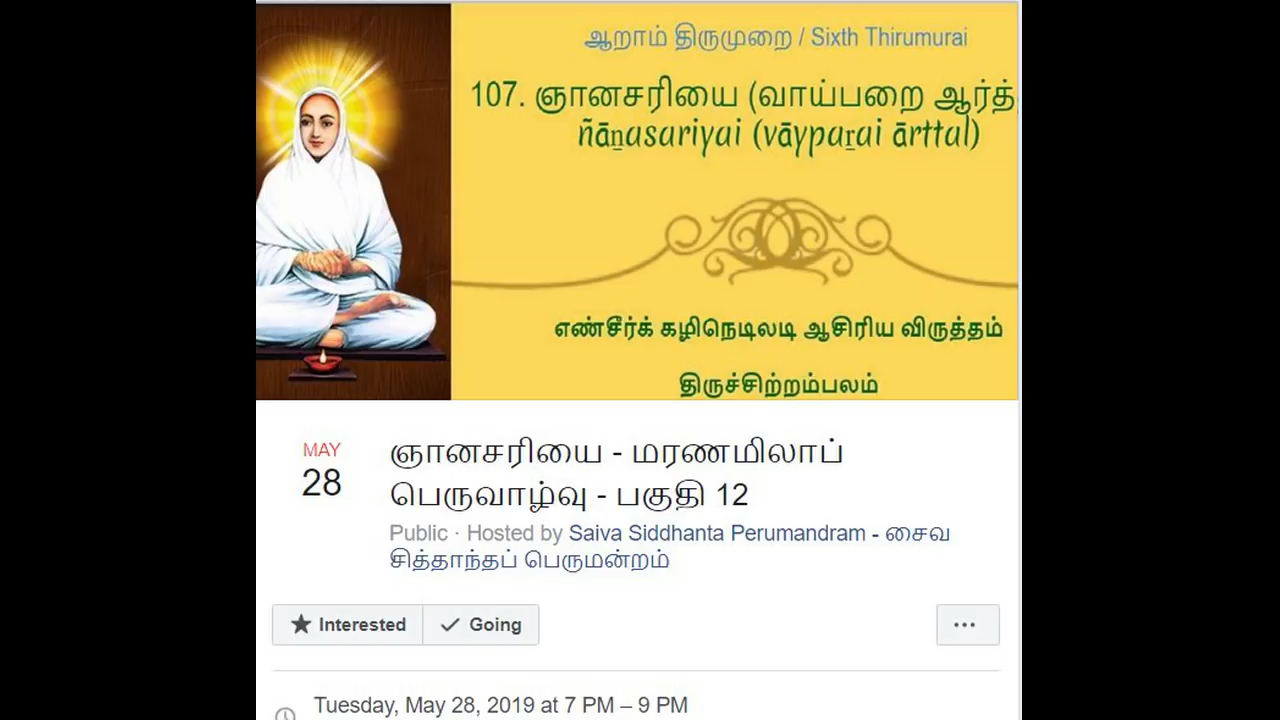 ஆறாம் திருமுறை / Sixth Thirumurai
107. ஞானசரியை (வாய்பறை ஆர்த்
ñāṉasariyai (vāypaṟai ārttal)
எண்சீர்க் கழிநெடிலடி ஆசிரிய விருத்தம்
திருச்சிற்றம்பலம்
MAY
28
ஞானசரியை - மரணமிலாப்
பெருவாழ்வு - பகுதி 12
Public · Hosted by Saiva Siddhanta Perumandram - சைவ
சித்தாந்தப் பெருமன்றம்
Interested
Going
Tuesday, May 28, 2019 at 7 PM – 9 PM